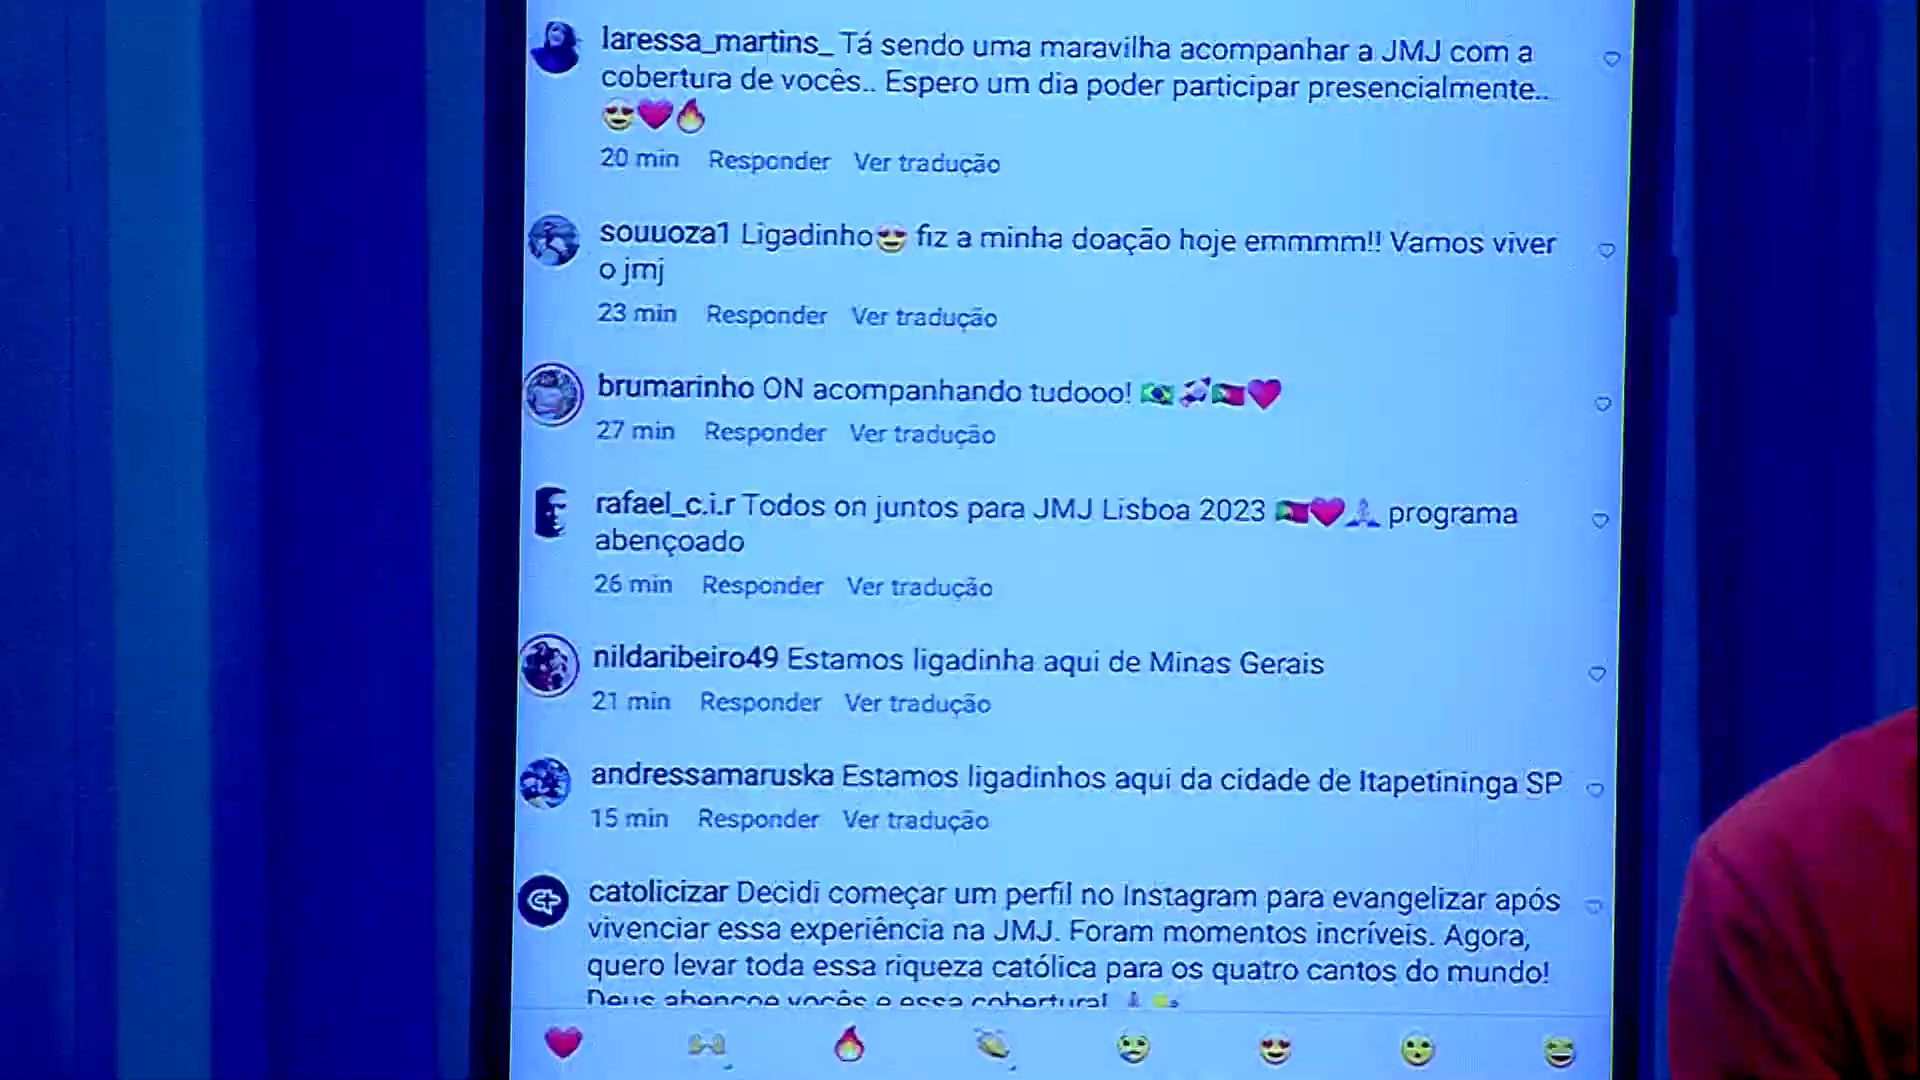 laressa_martins_ Tá sendo uma maravilha acompanhar a JMJ com a
cobertura de vocês.. Espero um dia poder participar presencialmente..
😍❤️🔥
20 min Responder Ver tradução
souuoza1 Ligadinho😍 fiz a minha doação hoje emmmm!! Vamos viver
o jmj
23 min Responder Ver tradução
brumarinho ON acompanhando tudooo! 🇧🇷🚀🇵🇹❤️
27 min Responder Ver tradução
rafael_c.i.r Todos on juntos para JMJ Lisboa 2023 🇵🇹❤️🙏 programa
abençoado
26 min Responder Ver tradução
nildaribeiro49 Estamos ligadinha aqui de Minas Gerais
21 min Responder Ver tradução
andressamaruska Estamos ligadinhos aqui da cidade de Itapetininga SP
15 min Responder Ver tradução
catolicizar Decidi começar um perfil no Instagram para evangelizar após
vivenciar essa experiência na JMJ. Foram momentos incríveis. Agora,
quero levar toda essa riqueza católica para os quatro cantos do mundo!
Deus abençoe vocês e essa cobertura!